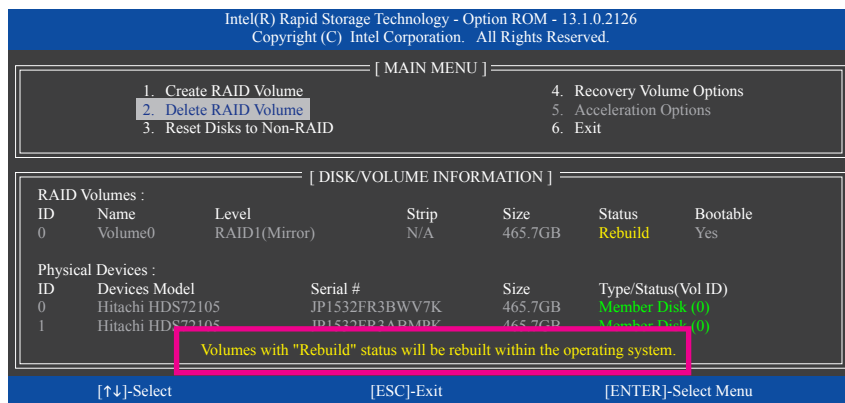 Intel(R) Rapid Storage Technology - Option ROM - 13.1.0.2126
Copyright (C) Intel Corporation. All Rights Reserved.
[ MAIN MENU ]
1. Create RAID Volume
2. Delete RAID Volume
3. Reset Disks to Non-RAID
4. Recovery Volume Options
5. Acceleration Options
6. Exit
[ DISK/VOLUME INFORMATION ]
RAID Volumes :
ID Name Level Strip Size Status Bootable
0 Volume0 RAID1(Mirror) N/A 465.7GB Rebuild Yes
Physical Devices :
ID Devices Model Serial # Size Type/Status(Vol ID)
0 Hitachi HDS72105 JP1532FR3BWV7K 465.7GB Member Disk (0)
1 Hitachi HDS72105 JP1532FR3ABMPK 465.7GB Member Disk (0)
Volumes with "Rebuild" status will be rebuilt within the operating system.
[↑↓]-Select [ESC]-Exit [ENTER]-Select Menu